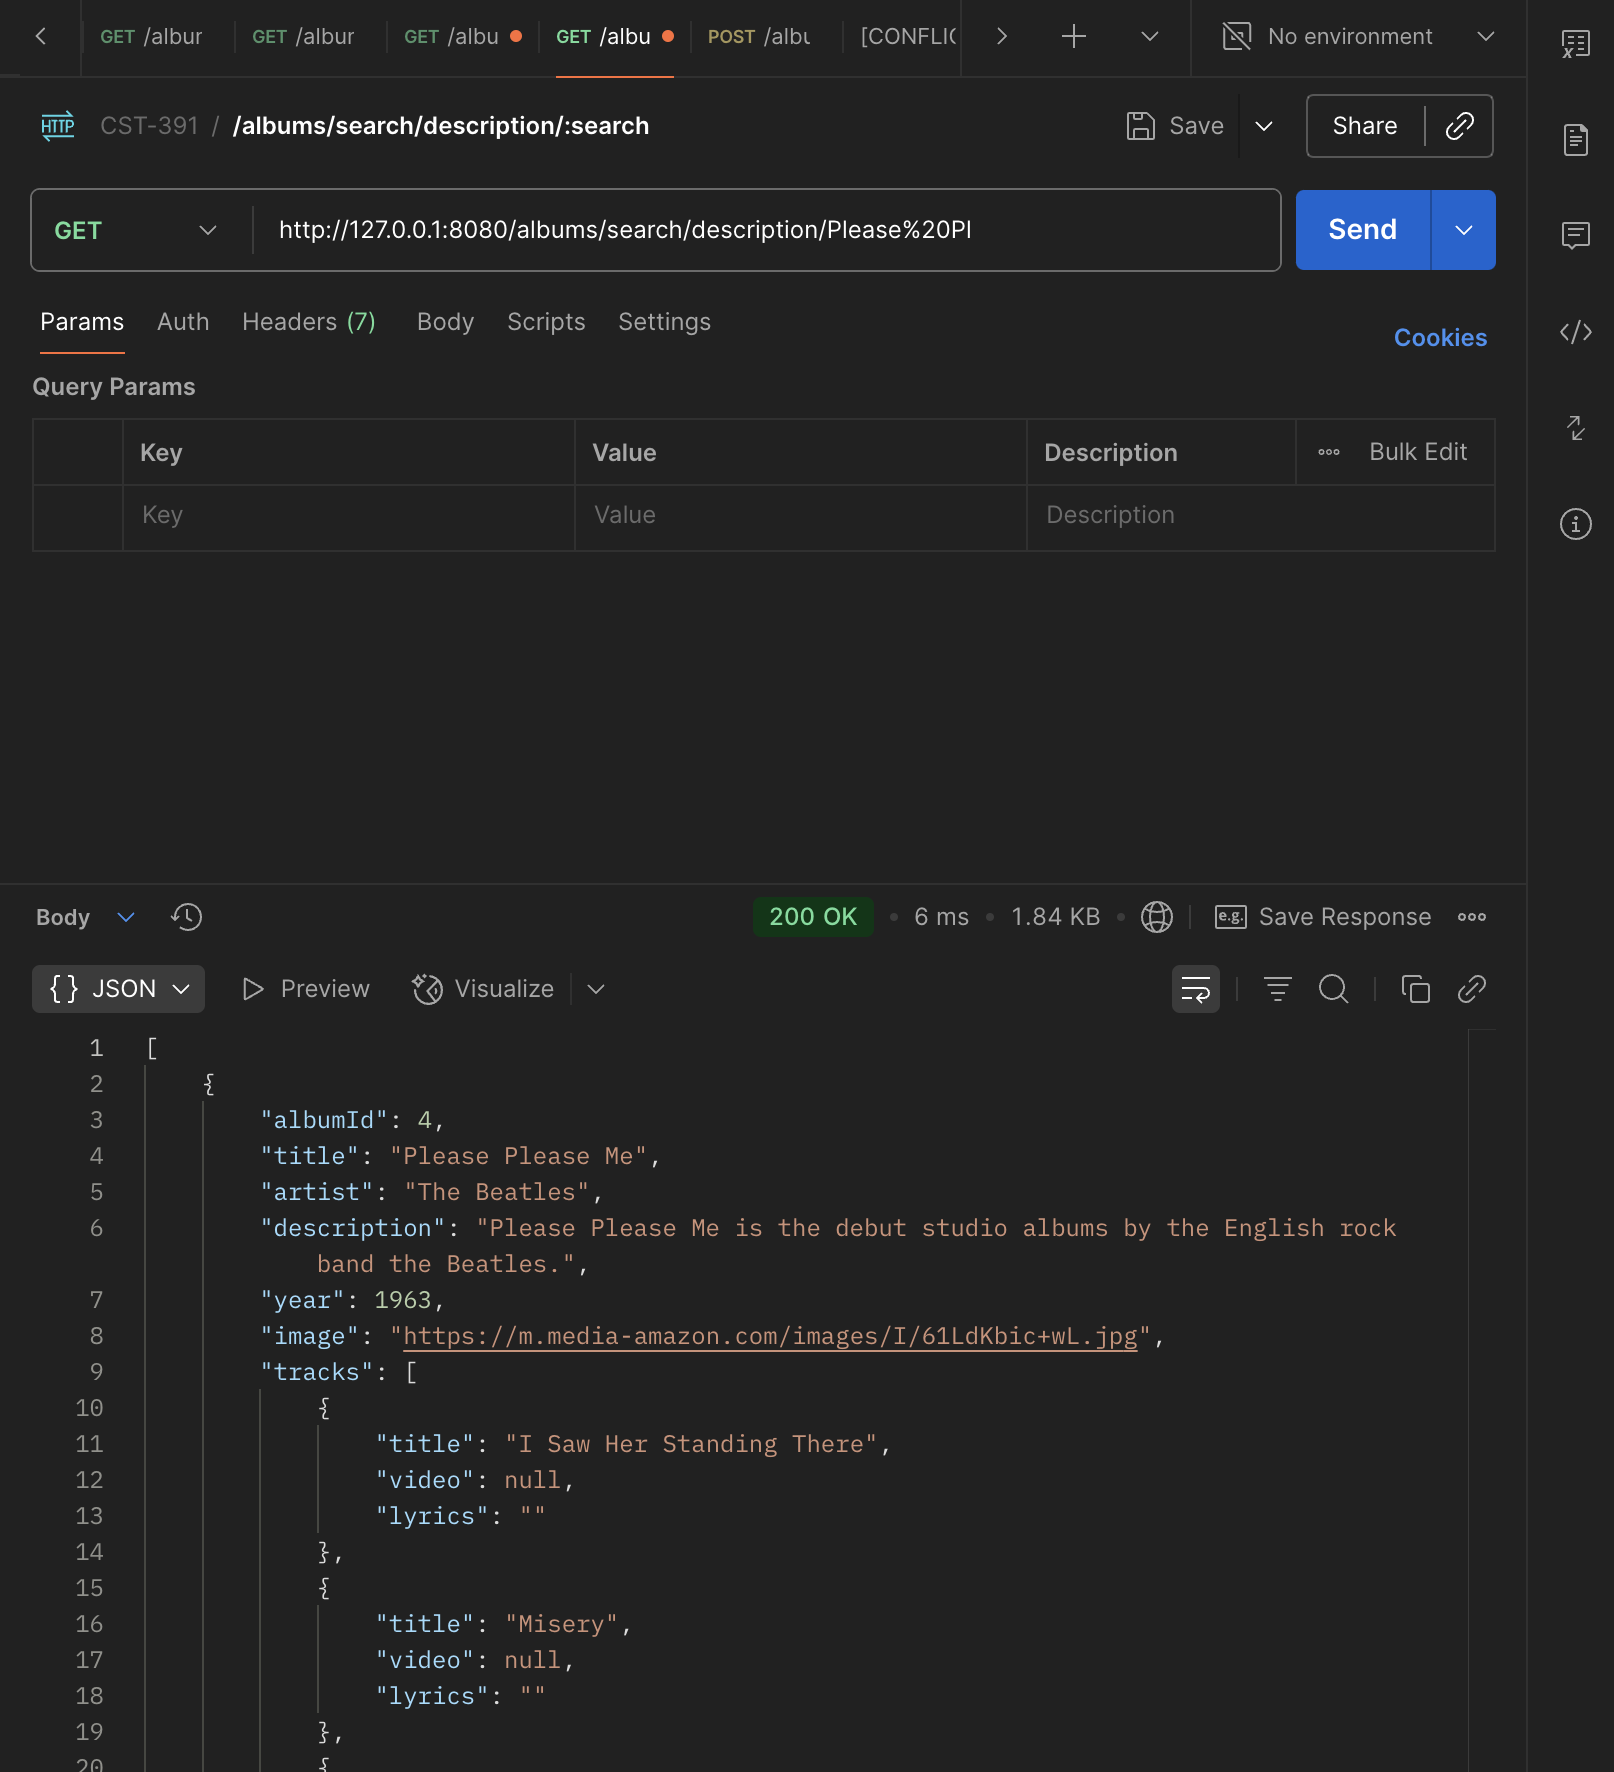 GET /albur GET /albur GET /albu GET /albu POST /albu [CONFLIC No environment
HTTP CST-391 / /albums/search/description/:search Save Share
GET http://127.0.0.1:8080/albums/search/description/Please%20Pl Send
Params Auth Headers (7) Body Scripts Settings Cookies
Query Params
Key Value Description Bulk Edit
Key Value Description
Body 200 OK • 6 ms • 1.84 KB • e.g. Save Response
{} JSON Preview Visualize
1 [
2 {
3 "albumId": 4,
4 "title": "Please Please Me",
5 "artist": "The Beatles",
6 "description": "Please Please Me is the debut studio albums by the English rock
band the Beatles.",
7 "year": 1963,
8 "image": "https://m.media-amazon.com/images/I/61LdKbic+wL.jpg",
9 "tracks": [
10 {
11 "title": "I Saw Her Standing There",
12 "video": null,
13 "lyrics": ""
14 },
15 {
16 "title": "Misery",
17 "video": null,
18 "lyrics": ""
19 },
20 {